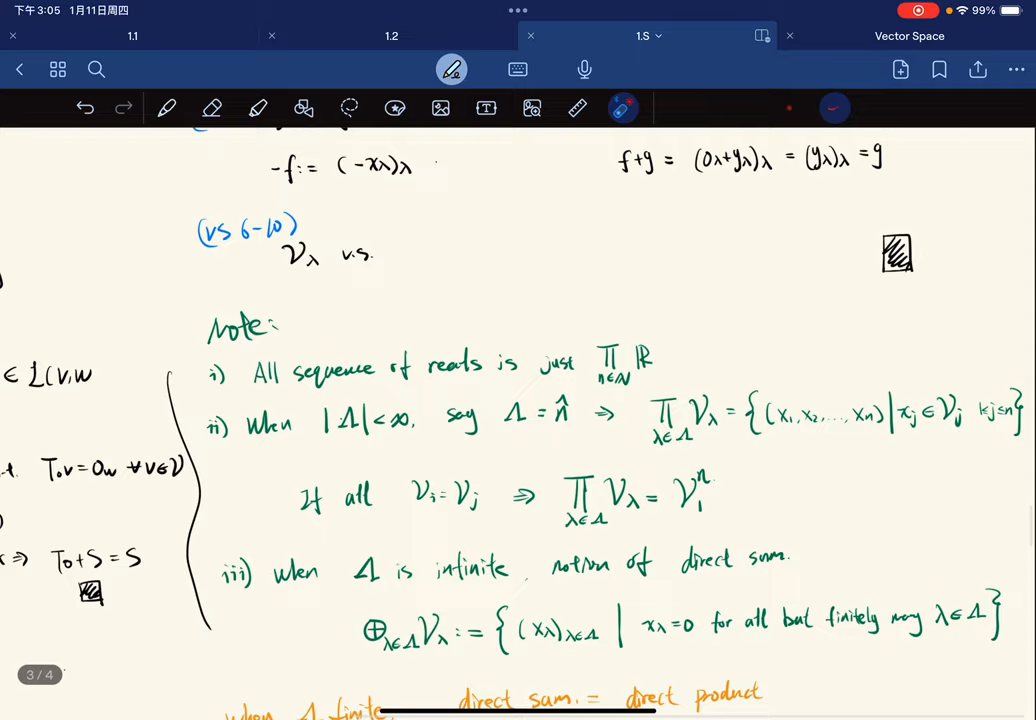 下午3:05 1月11日周四 99%
1.1 1.2 1.S Vector Space
-f:= (-xλ)λ
f+g = (0λ+yλ)λ = (yλ)λ = g
(VS 6-10)
𝒱λ v.s.
Note:
i) All sequence of reals is just ∏n∈ℕ ℝ
∈ ℒ(V,W
ii) When |Λ|<∞, say Λ = n̂ ⇒ ∏λ∈Λ 𝒱λ = {(x1, x2, ..., xn) | xj ∈ 𝒱j 1≤j≤n}
T0v = 0w ∀v∈𝒱
If all 𝒱i = 𝒱j ⇒ ∏λ∈Λ 𝒱λ = 𝒱1^n
⇒ T0+S = S
iii) when Λ is infinite, notion of direct sum.
⊕λ∈Λ 𝒱λ := {(xλ)λ∈Λ | xλ=0 for all but finitely many λ∈Λ}
3/4
when Λ finite, direct sum. = direct product